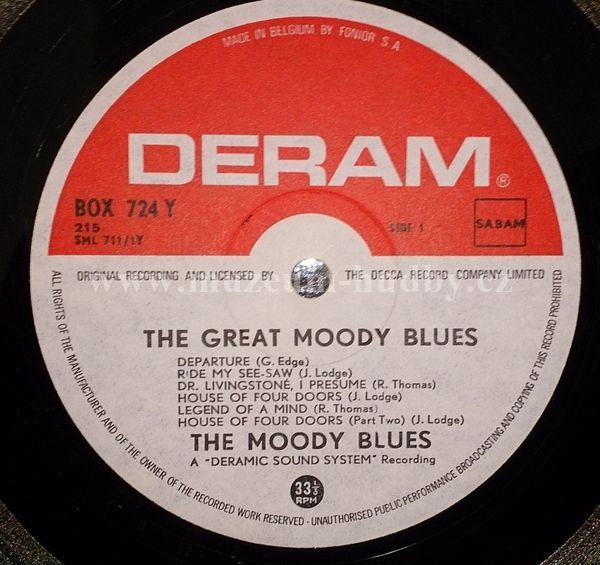 MADE IN BELGIUM BY FONIOR S.A
DERAM®
BOX 724 Y
215
SML 711/1Y
SIDE 1
SABAM
ORIGINAL RECORDING AND LICENSED BY THE DECCA RECORD COMPANY LIMITED
www.muzeum-hudby.cz
THE GREAT MOODY BLUES
DEPARTURE (G. Edge)
RIDE MY SEE-SAW (J. Lodge)
DR. LIVINGSTONE, I PRESUME (R. Thomas)
HOUSE OF FOUR DOORS (J. Lodge)
LEGEND OF A MIND (R. Thomas)
HOUSE OF FOUR DOORS (Part Two) (J. Lodge)
THE MOODY BLUES
A "DERAMIC SOUND SYSTEM" Recording
33 1/3
RPM
ALL RIGHTS OF THE MANUFACTURER AND OF THE OWNER OF THE RECORDED WORK RESERVED - UNAUTHORISED PUBLIC PERFORMANCE BROADCASTING AND COPYING OF THIS RECORD PROHIBITED